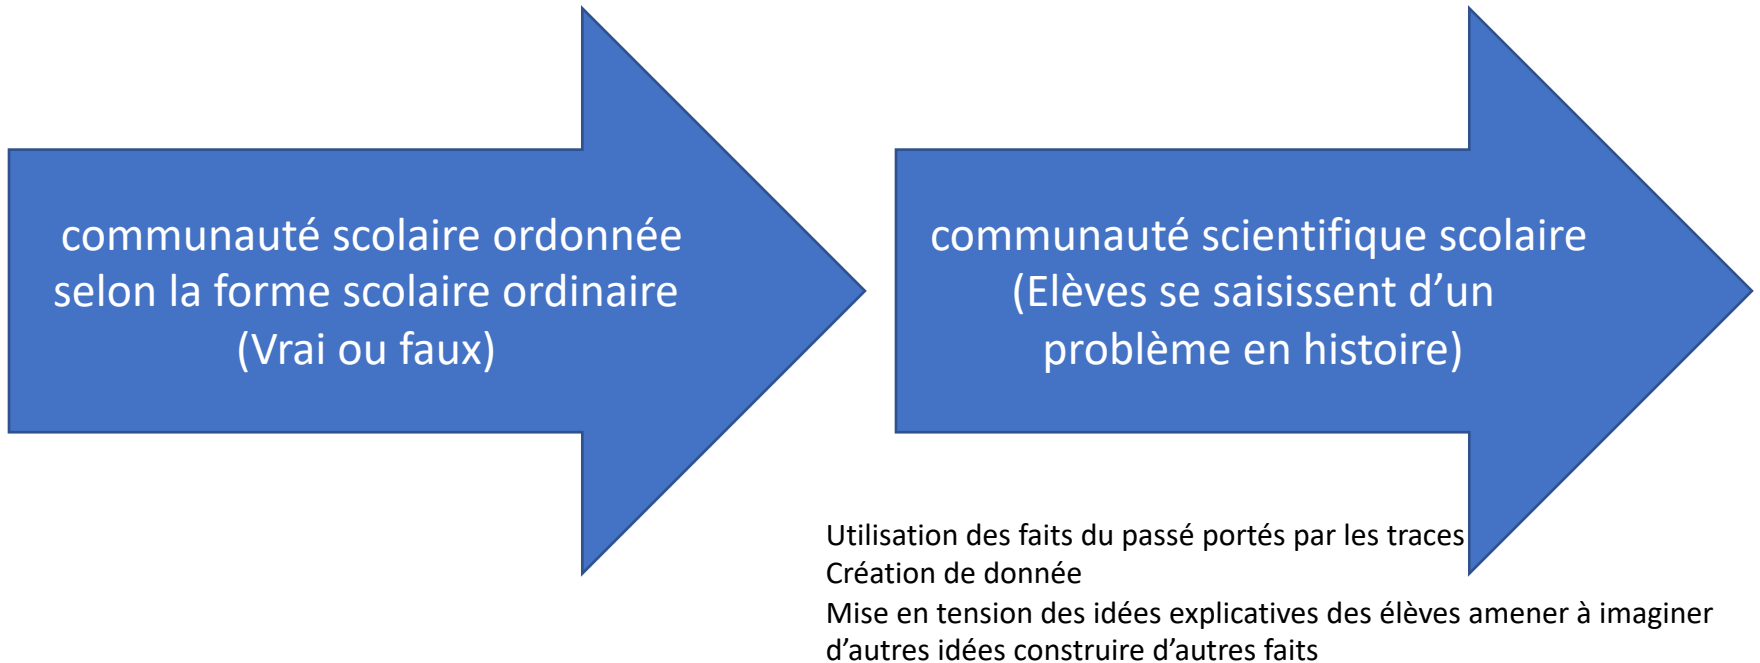 communauté scolaire ordonnée
selon la forme scolaire ordinaire
(Vrai ou faux)
communauté scientifique scolaire
(Elèves se saisissent d’un
problème en histoire)
Utilisation des faits du passé portés par les traces
Création de donnée
Mise en tension des idées explicatives des élèves amener à imaginer
d’autres idées construire d’autres faits